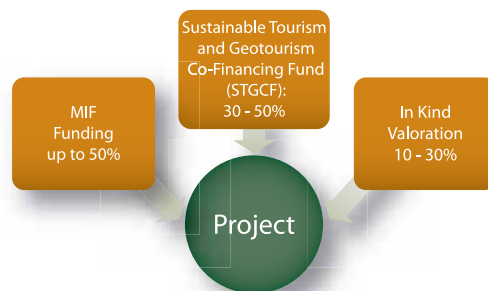 Sustainable Tourism
and Geotourism
Co-Financing Fund
(STGCF):
30 - 50%
MIF
Funding
up to 50%
In Kind
Valoration
10 - 30%
Project